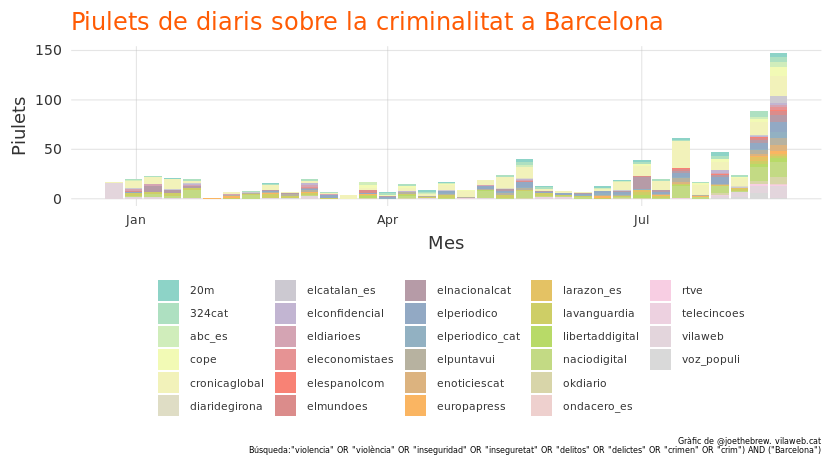 Piulets de diaris sobre la criminalitat a Barcelona
150
100
50
0
Piulets
Jan
Apr
Jul
Mes
20m
324cat
abc_es
cope
cronicaglobal
diaridegirona
elcatalan_es
elconfidencial
eldiarioes
eleconomistaes
elespanolcom
elmundoes
elnacionalcat
elperiodico
elperiodico_cat
elpuntavui
enoticiescat
europapress
larazon_es
lavanguardia
libertaddigital
naciodigital
okdiario
ondacero_es
rtve
telecincoes
vilaweb
voz_populi
Gràfic de @joethebrew. vilaweb.cat
Búsqueda:"violencia" OR "violència" OR "inseguridad" OR "inseguretat" OR "delitos" OR "delictes" OR "crimen" OR "crim") AND ("Barcelona")